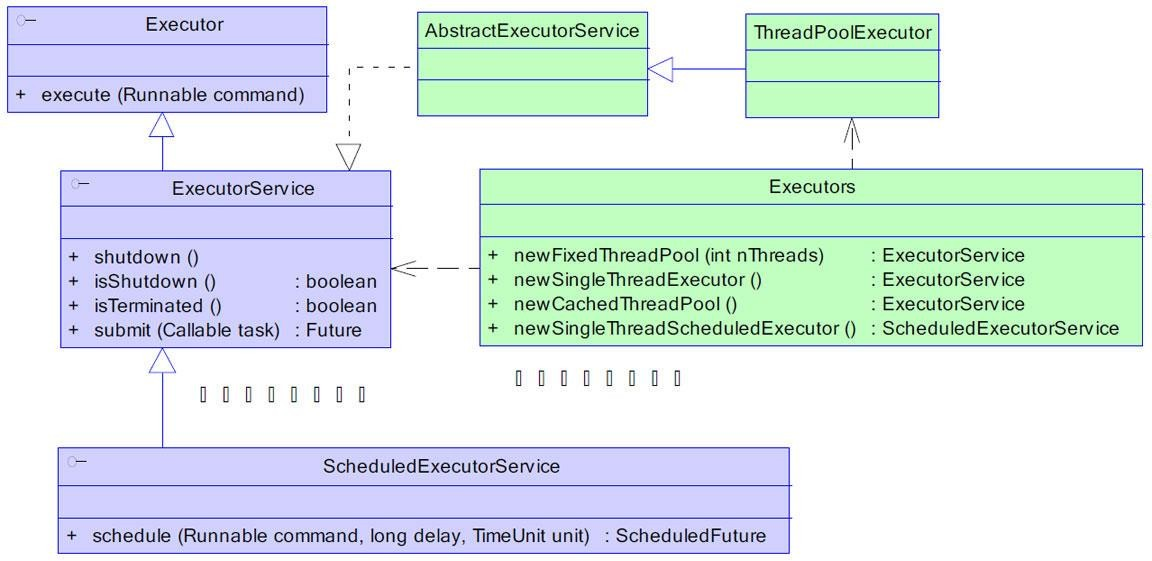 Executor
+ execute (Runnable command)
AbstractExecutorService
ThreadPoolExecutor
ExecutorService
+ shutdown ()
+ isShutdown () : boolean
+ isTerminated () : boolean
+ submit (Callable task) : Future
Executors
+ newFixedThreadPool (int nThreads) : ExecutorService
+ newSingleThreadExecutor () : ExecutorService
+ newCachedThreadPool () : ExecutorService
+ newSingleThreadScheduledExecutor () : ScheduledExecutorService
ScheduledExecutorService
+ schedule (Runnable command, long delay, TimeUnit unit) : ScheduledFuture